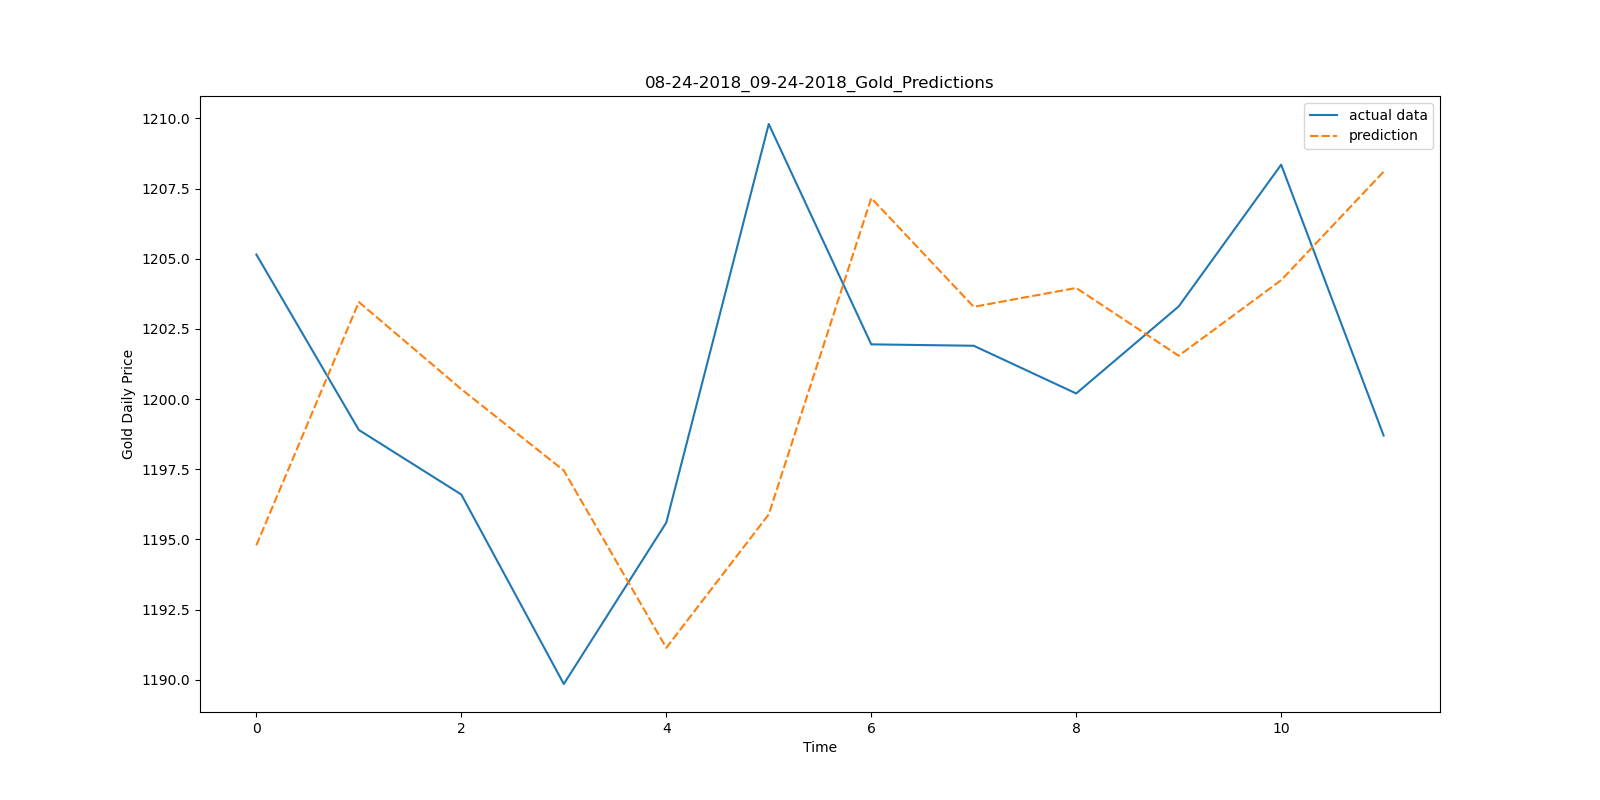 08-24-2018_09-24-2018_Gold_Predictions
actual data
prediction
1210.0
1207.5
1205.0
1202.5
1200.0
1197.5
1195.0
1192.5
1190.0
Gold Daily Price
0 2 4 6 8 10
Time